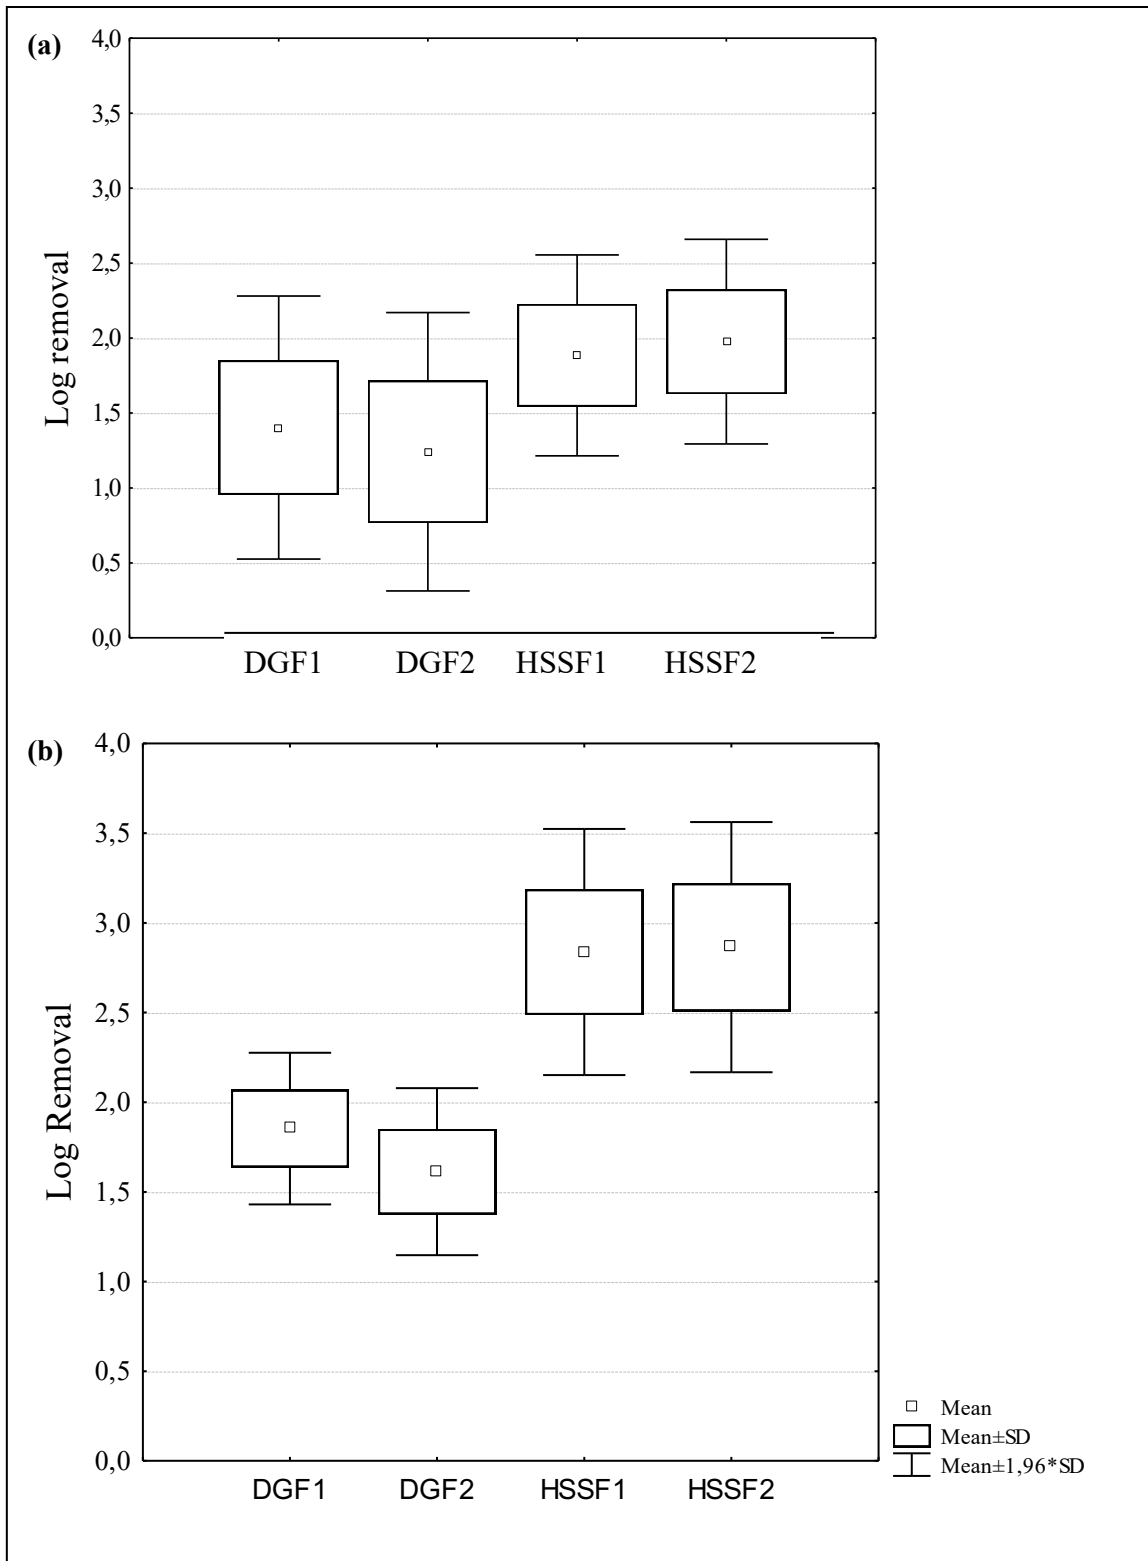 (a)
4,0
3,5
3,0
2,5
2,0
1,5
1,0
0,5
0,0
Log removal
DGF1 DGF2 HSSF1 HSSF2
(b)
4,0
3,5
3,0
2,5
2,0
1,5
1,0
0,5
0,0
Log Removal
DGF1 DGF2 HSSF1 HSSF2
Mean
Mean±SD
Mean±1,96*SD